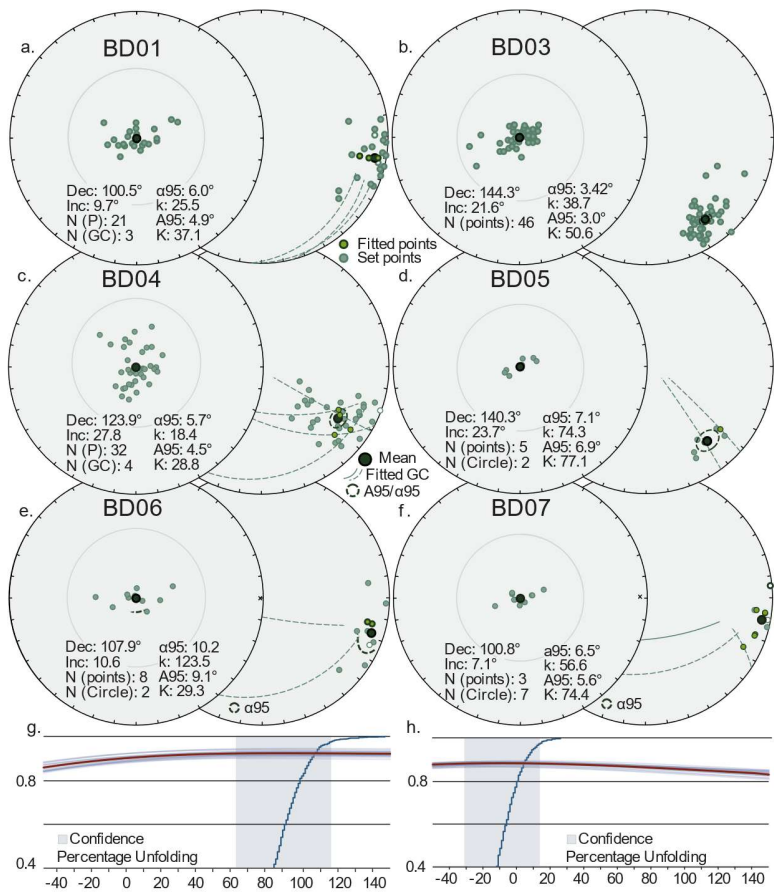 a.
BD01
Dec: 100.5°
α95: 6.0°
Inc: 9.7°
k: 25.5
N (P): 21
A95: 4.9°
N (GC): 3
K: 37.1
b.
BD03
Dec: 144.3°
α95: 3.42°
Inc: 21.6°
k: 38.7
N (points): 46
A95: 3.0°
K: 50.6
Fitted points
Set points
c.
BD04
Dec: 123.9°
α95: 5.7°
Inc: 27.8
k: 18.4
N (P): 32
A95: 4.5°
N (GC): 4
K: 28.8
d.
BD05
Dec: 140.3°
α95: 7.1°
Inc: 23.7°
k: 74.3
N (points): 5
A95: 6.9°
N (Circle): 2
K: 77.1
Mean
Fitted GC
A95/α95
e.
BD06
Dec: 107.9°
α95: 10.2
Inc: 10.6
k: 123.5
N (points): 8
A95: 9.1°
N (Circle): 2
K: 29.3
α95
f.
BD07
Dec: 100.8°
a95: 6.5°
Inc: 7.1°
k: 56.6
N (points): 3
A95: 5.6°
N (Circle): 7
K: 74.4
α95
g.
0.8
Confidence
Percentage Unfolding
0.4
-40 -20 0 20 40 60 80 100 120 140
h.
0.8
Confidence
Percentage Unfolding
0.4
-40 -20 0 20 40 60 80 100 120 140